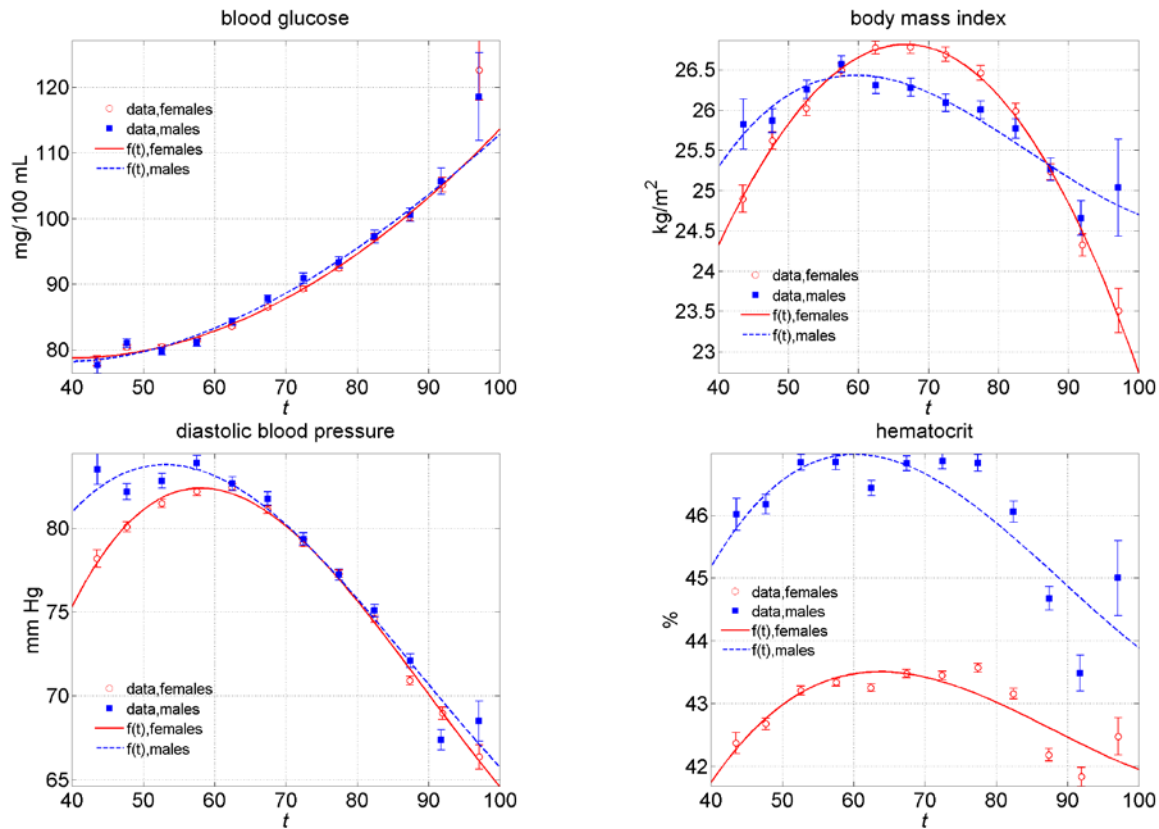 blood glucose
mg/100 mL
120
110
100
90
80
data,females
data,males
f(t),females
f(t),males
40 50 60 70 80 90 100
t
body mass index
kg/m²
26.5
26
25.5
25
24.5
24
23.5
23
data,females
data,males
f(t),females
f(t),males
40 50 60 70 80 90 100
t
diastolic blood pressure
mm Hg
80
75
70
65
data,females
data,males
f(t),females
f(t),males
40 50 60 70 80 90 100
t
hematocrit
%
46
45
44
43
42
data,females
data,males
f(t),females
f(t),males
40 50 60 70 80 90 100
t